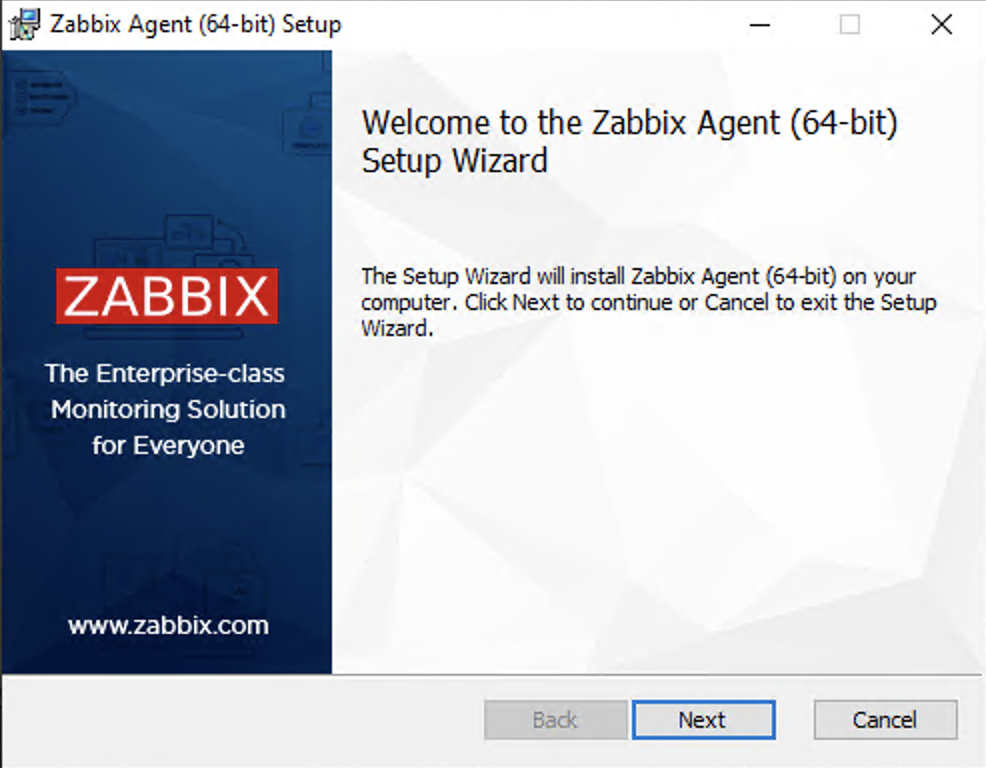 Zabbix Agent (64-bit) Setup
Welcome to the Zabbix Agent (64-bit)
Setup Wizard
The Setup Wizard will install Zabbix Agent (64-bit) on your
computer. Click Next to continue or Cancel to exit the Setup
Wizard.
ZABBIX
The Enterprise-class
Monitoring Solution
for Everyone
www.zabbix.com
Back
Next
Cancel